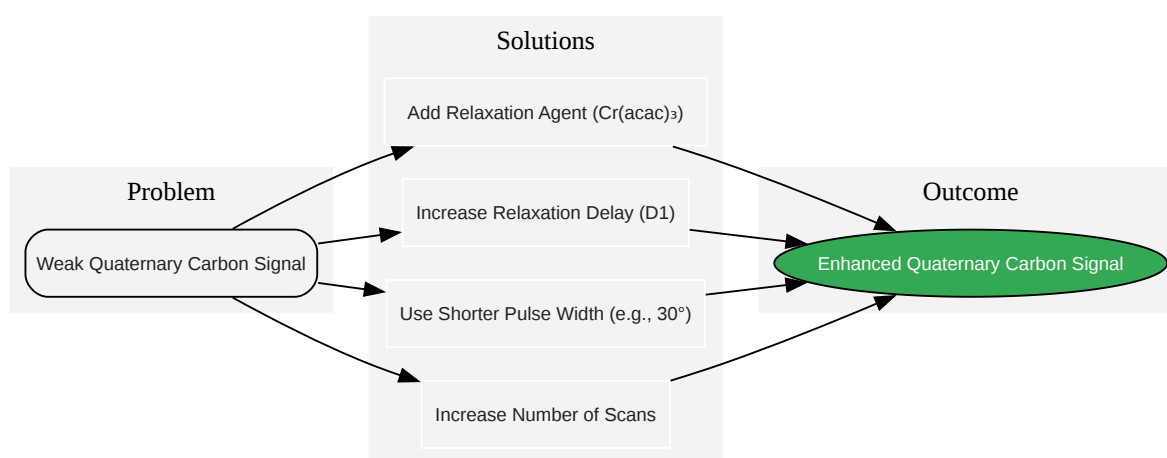 Solutions
Add Relaxation Agent (Cr(acac)₃)
Problem
Outcome
Increase Relaxation Delay (D1)
Weak Quaternary Carbon Signal
Enhanced Quaternary Carbon Signal
Use Shorter Pulse Width (e.g., 30°)
Increase Number of Scans